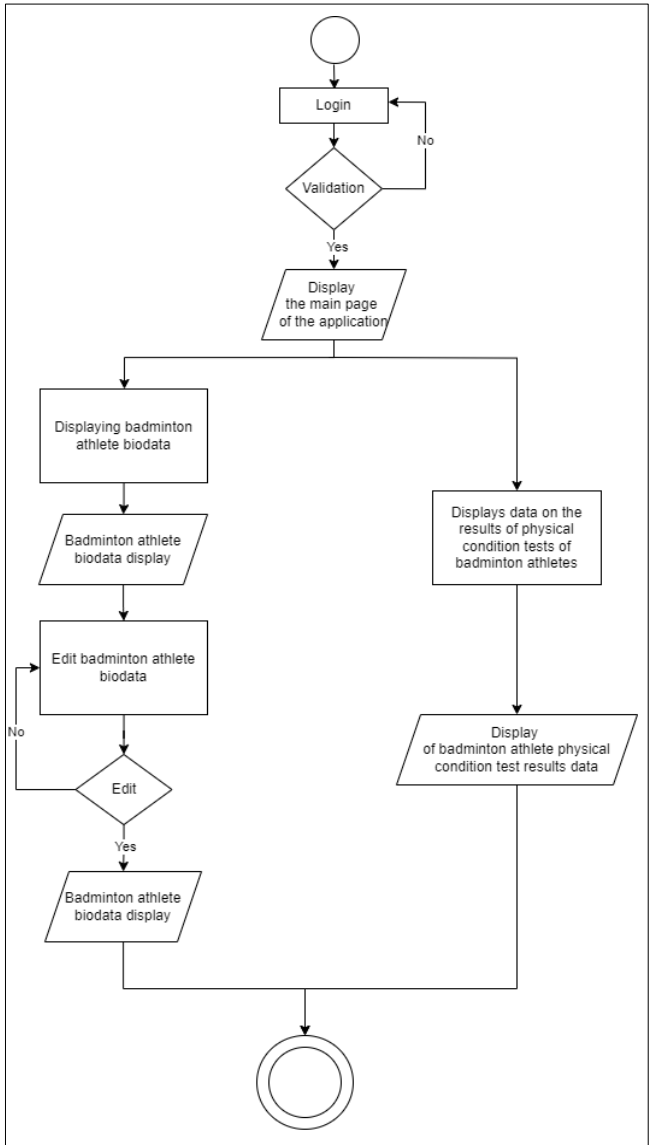 Login
No
Validation
Yes
Display
the main page
of the application
Displaying badminton
athlete biodata
Badminton athlete
biodata display
Edit badminton athlete
biodata
No
Edit
Yes
Badminton athlete
biodata display
Displays data on the
results of physical
condition tests of
badminton athletes
Display
of badminton athlete physical
condition test results data